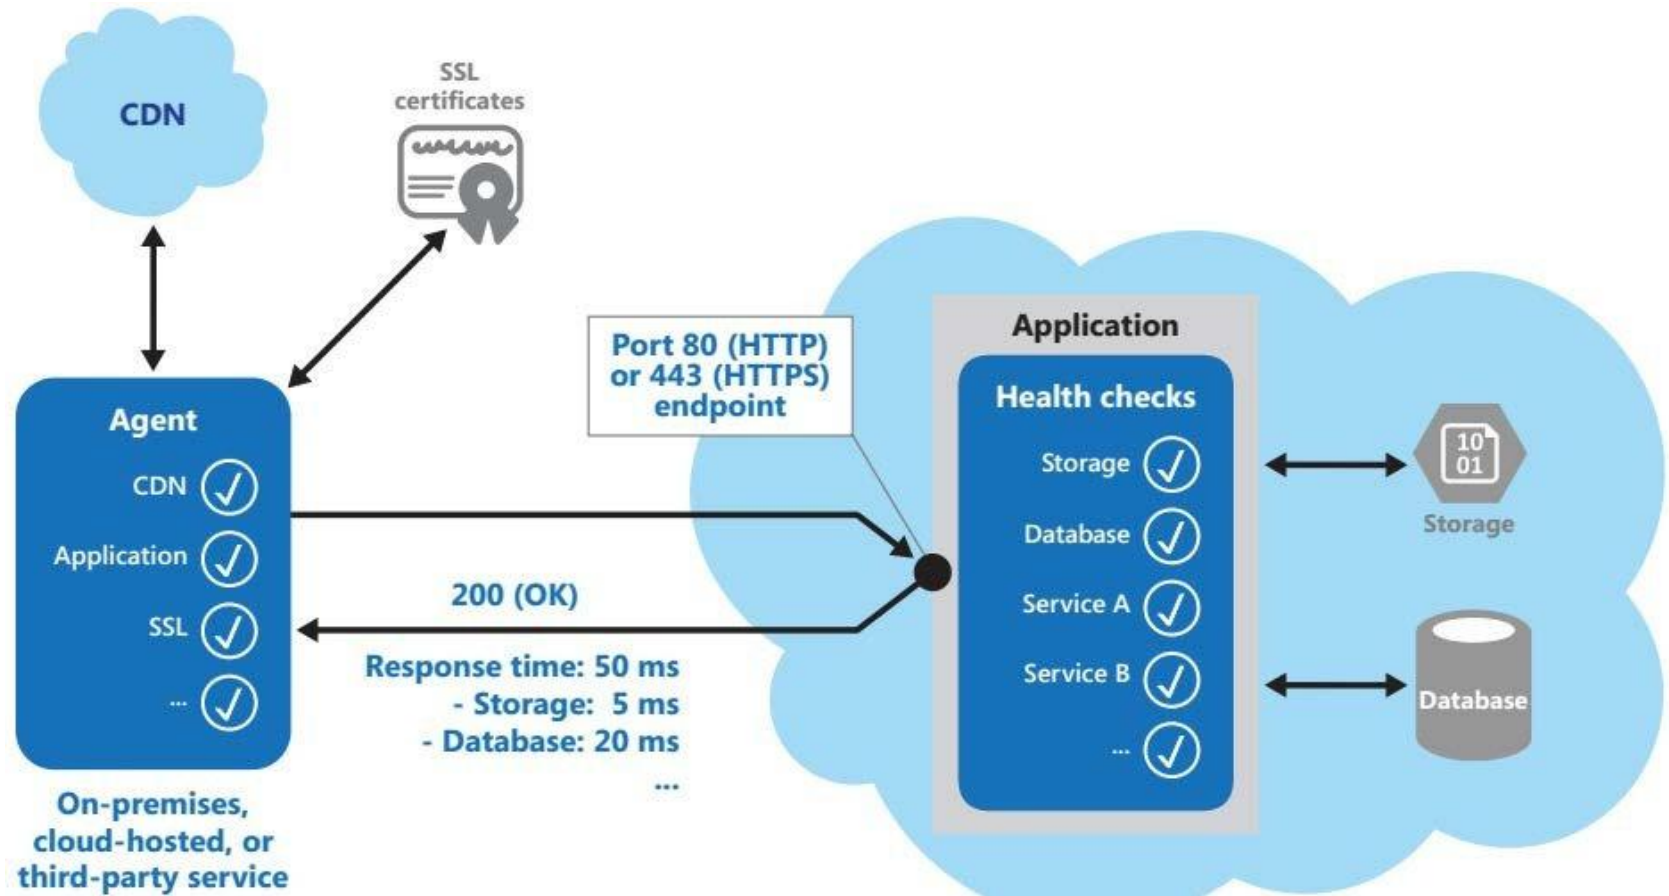 CDN
SSL
certificates
Port 80 (HTTP)
or 443 (HTTPS)
endpoint
Agent
CDN
Application
SSL
...
On-premises,
cloud-hosted, or
third-party service
200 (OK)
Response time: 50 ms
- Storage: 5 ms
- Database: 20 ms
...
Application
Health checks
Storage
Database
Service A
Service B
...
10
01
Storage
Database